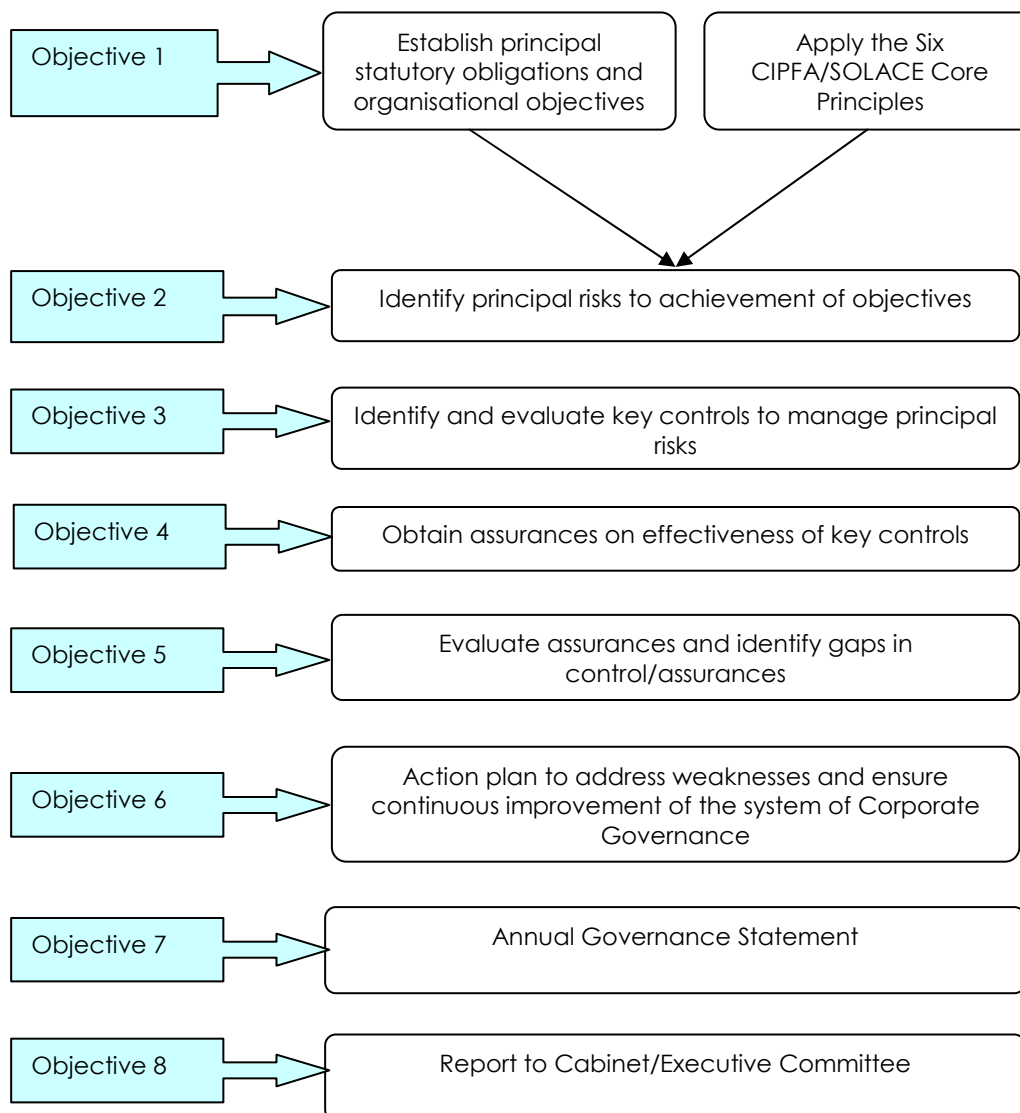 Objective 1
Establish principal
statutory obligations and
organisational objectives
Apply the Six
CIPFA/SOLACE Core
Principles
Objective 2
Identify principal risks to achievement of objectives
Objective 3
Identify and evaluate key controls to manage principal
risks
Objective 4
Obtain assurances on effectiveness of key controls
Objective 5
Evaluate assurances and identify gaps in
control/assurances
Objective 6
Action plan to address weaknesses and ensure
continuous improvement of the system of Corporate
Governance
Objective 7
Annual Governance Statement
Objective 8
Report to Cabinet/Executive Committee